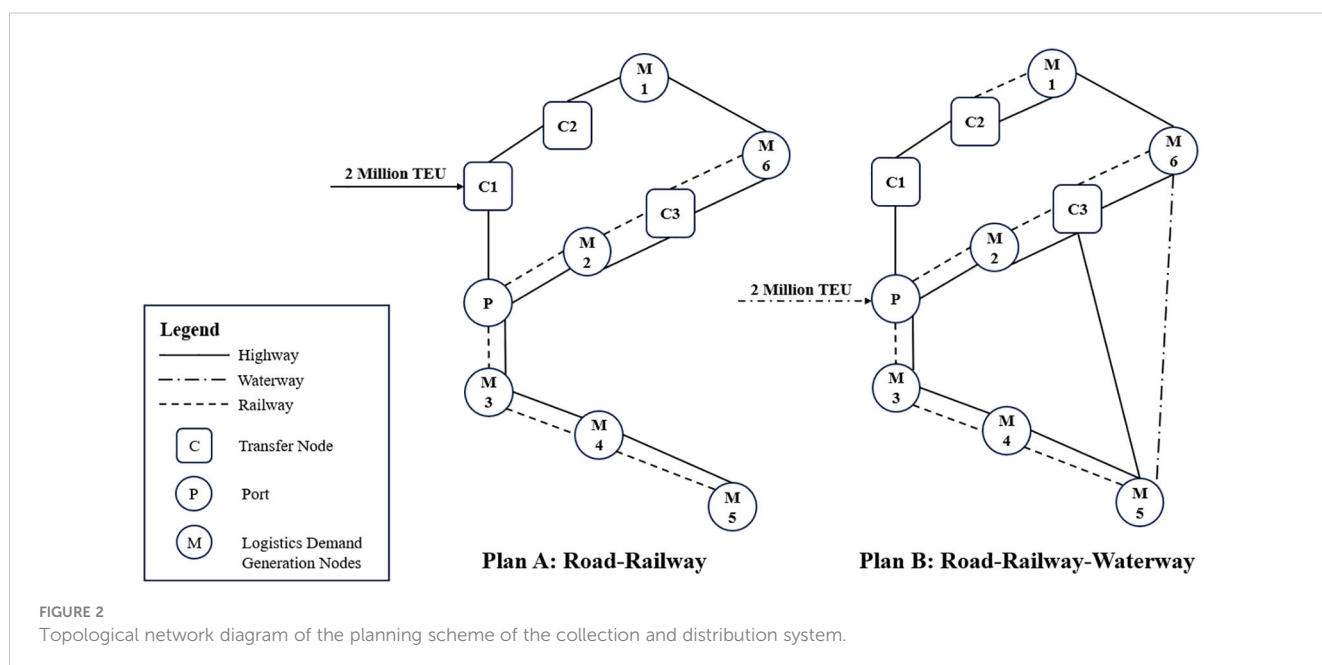 M
1
C2
2 Million TEU
C1
M
6
C3
M
2
P
M
3
M
4
M
5
Plan A: Road-Railway
M
1
C2
C1
M
6
C3
M
2
2 Million TEU
P
M
3
M
4
M
5
Plan B: Road-Railway-Waterway
Legend
Highway
Waterway
Railway
C
Transfer Node
P
Port
M
Logistics Demand
Generation Nodes
FIGURE 2
Topological network diagram of the planning scheme of the collection and distribution system.